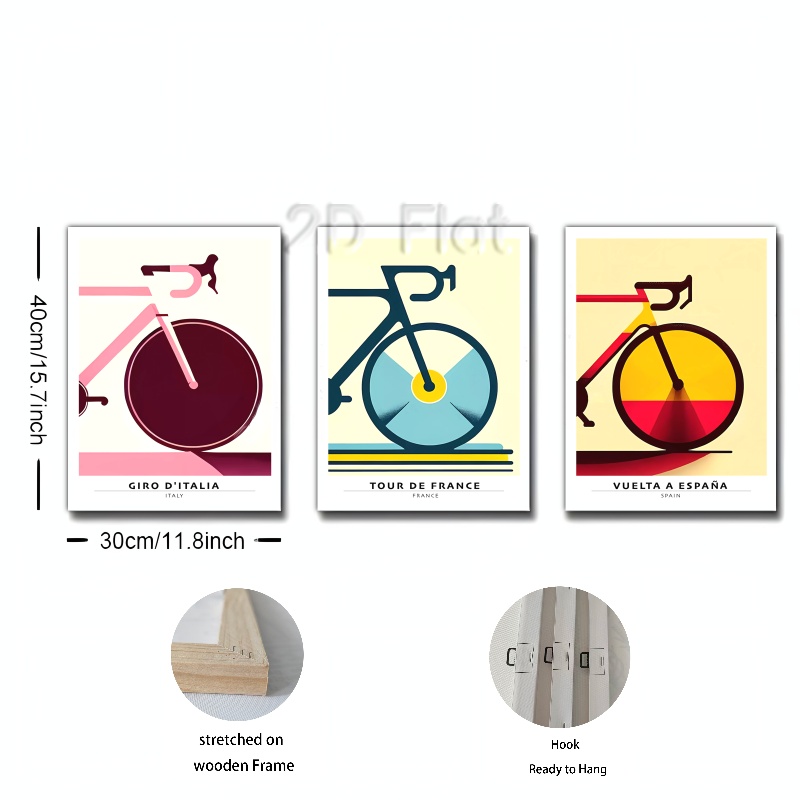 2D Flat
40cm/15.7inch
GIRO D'ITALIA
ITALY
TOUR DE FRANCE
FRANCE
VUELTA A ESPAÑA
SPAIN
30cm/11.8inch
stretched on
wooden Frame
Hook
Ready to Hang